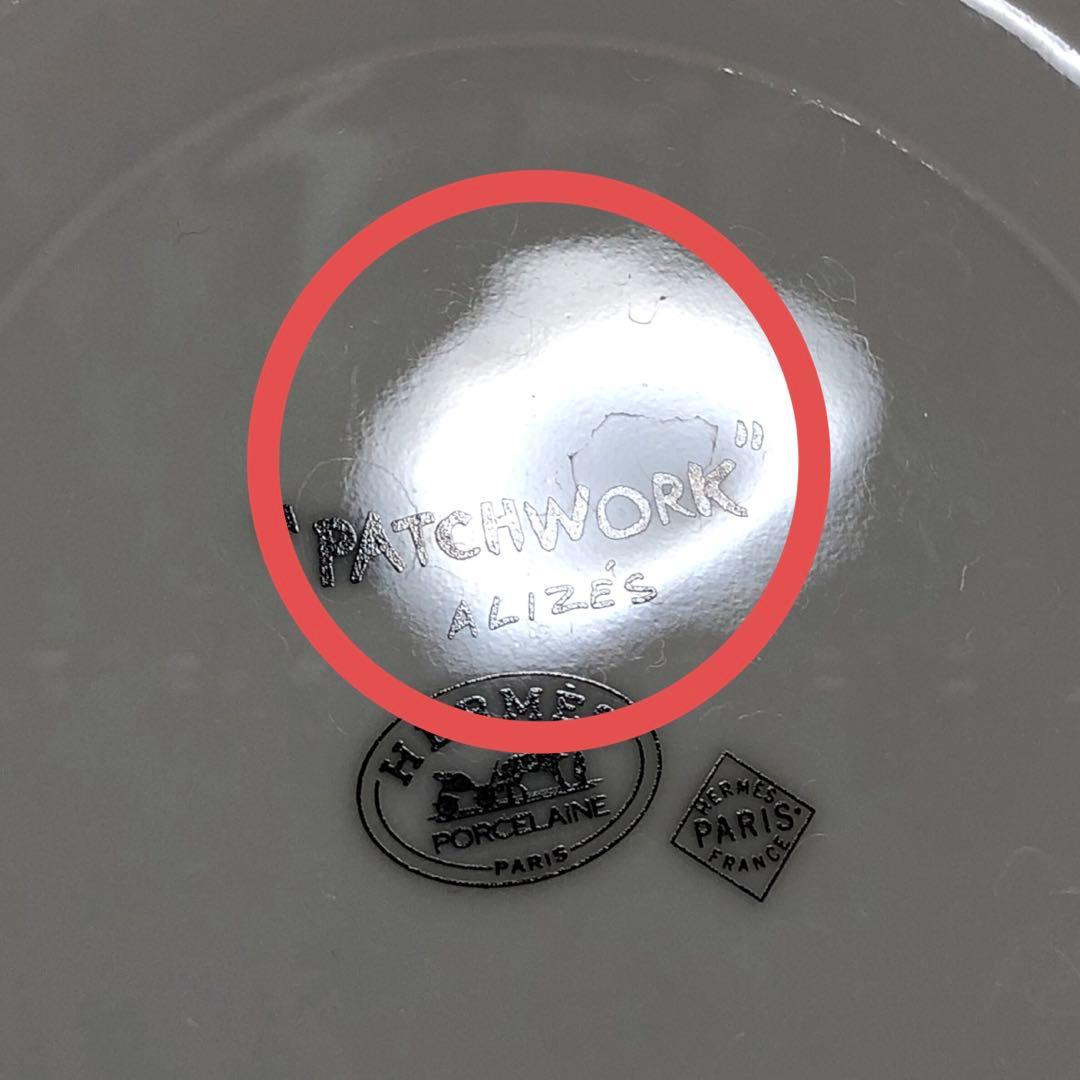 "PATCHWORK"
ALIZÉS
HERMÈS
PORCELAINE
PARIS
HERMÈS
PARIS
FRANCE